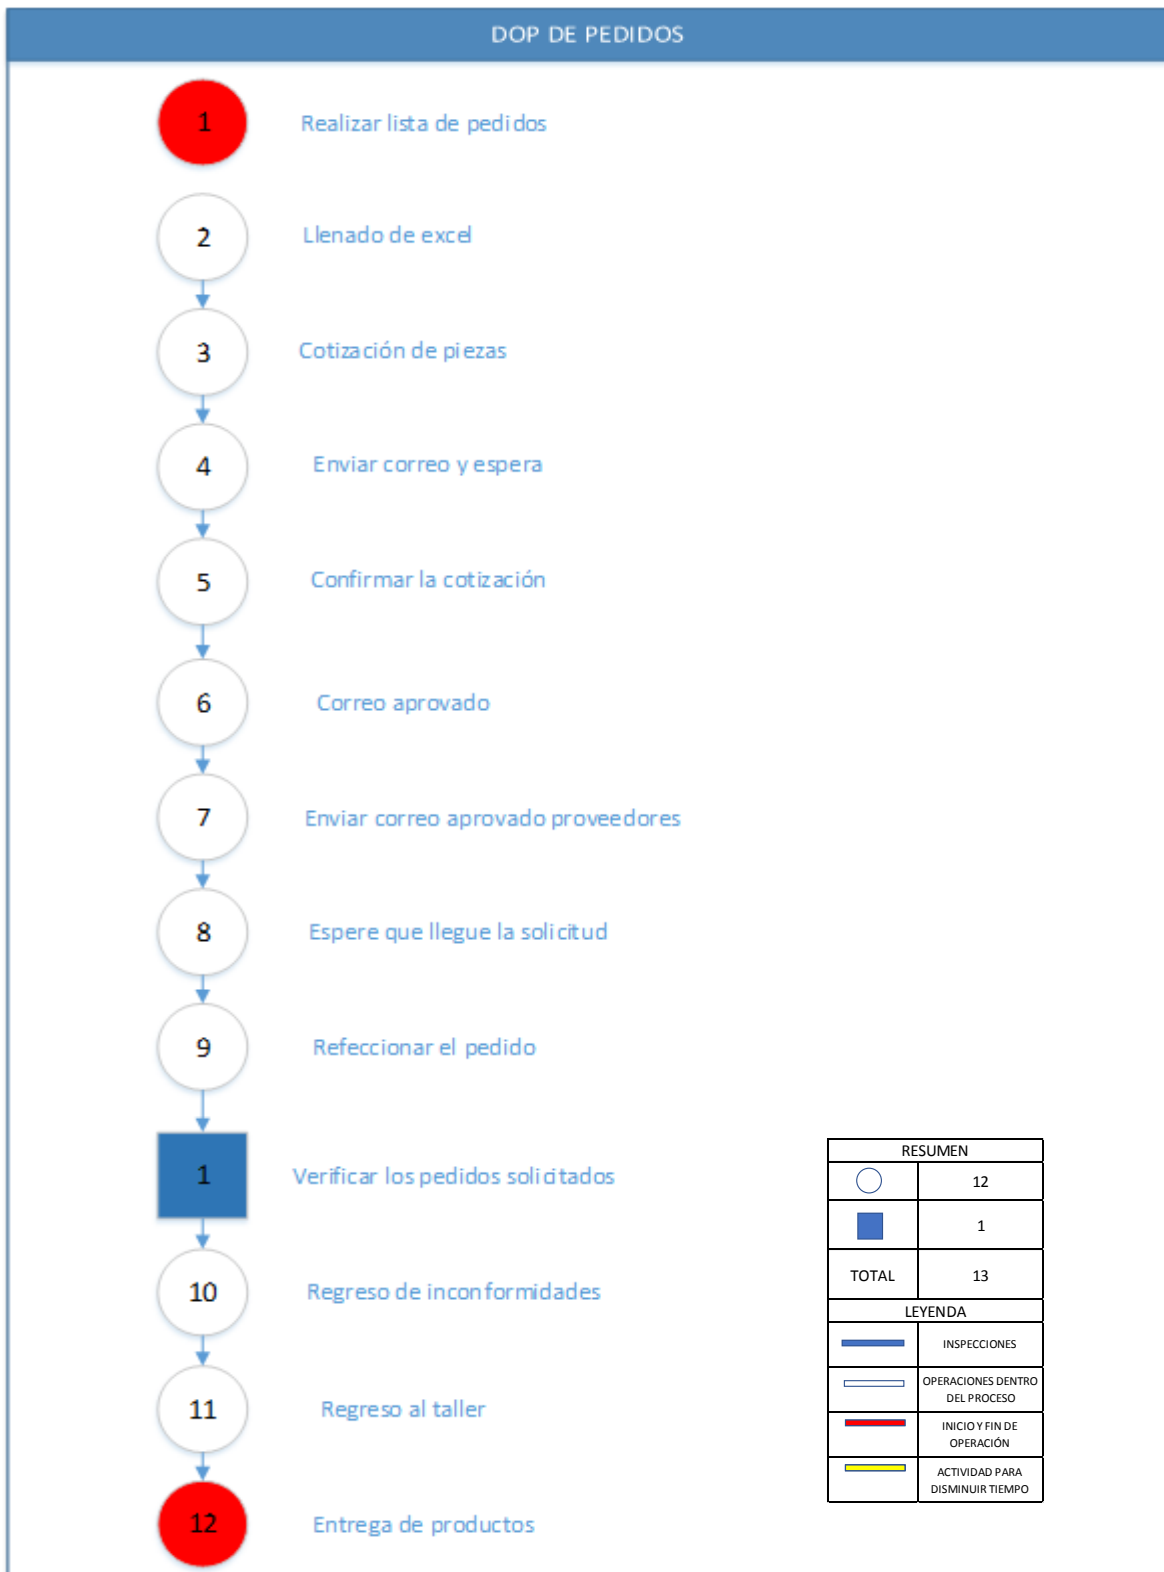 DOP DE PEDIDOS
1 Realizar lista de pedidos
2 Llenado de excel
3 Cotización de piezas
4 Enviar correo y espera
5 Confirmar la cotización
6 Correo aprovado
7 Enviar correo aprovado proveedores
8 Espere que llegue la solicitud
9 Refeccionar el pedido
1 Verificar los pedidos solicitados
10 Regreso de inconformidades
11 Regreso al taller
12 Entrega de productos
RESUMEN
12
1
TOTAL 13
LEYENDA
INSPECCIONES
OPERACIONES DENTRO
DEL PROCESO
INICIO Y FIN DE
OPERACIÓN
ACTIVIDAD PARA
DISMINUIR TIEMPO